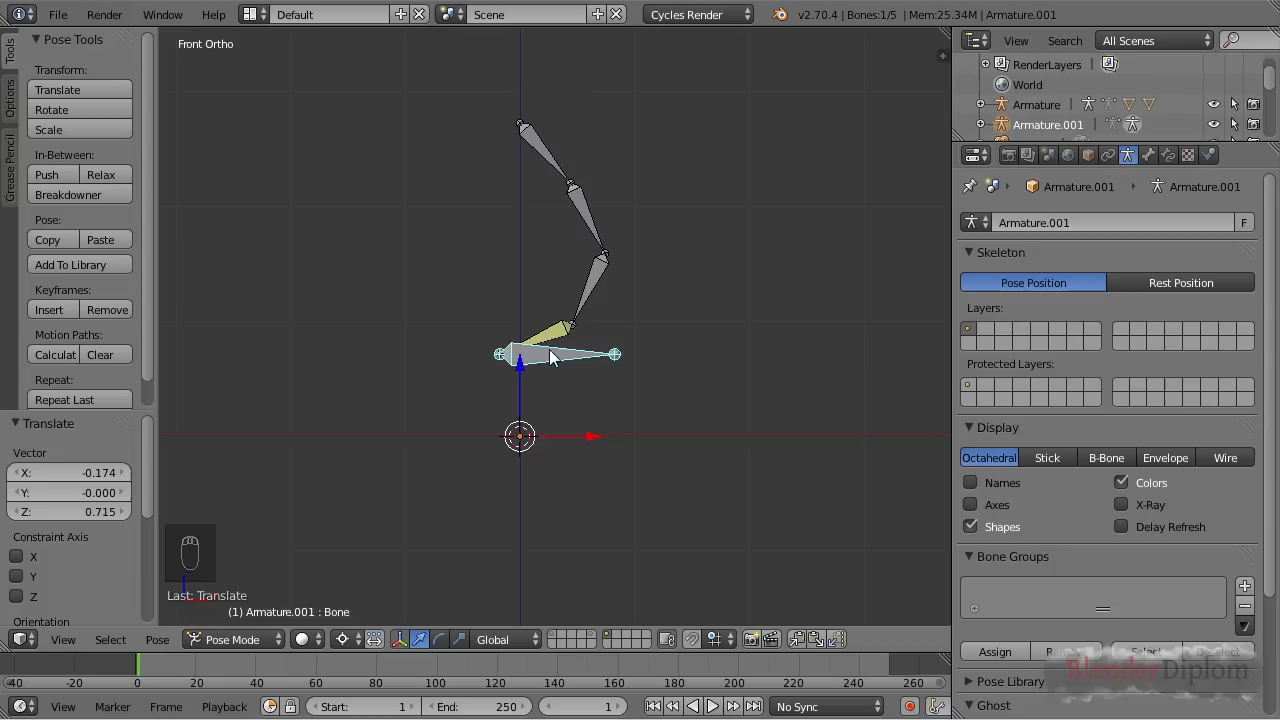 File Render Window Help Default Scene Cycles Render v2.70.4 | Bones:1/5 | Mem:25.34M | Armature.001
Tools
Options
Grease Pencil
Pose Tools
Transform:
Translate
Rotate
Scale
In-Between:
Push Relax
Breakdowner
Pose:
Copy Paste
Add To Library
Keyframes:
Insert Remove
Motion Paths:
Calculat Clear
Repeat:
Repeat Last
Translate
Vector
X: -0.174
Y: -0.000
Z: 0.715
Constraint Axis
X
Y
Z
Orientation
Front Ortho
Last: Translate
(1) Armature.001 : Bone
View Select Pose Pose Mode Global
-40 -20 0 20 40 60 80 100 120 140 160 180 200 220 240 260
View Marker Frame Playback Start: 1 End: 250 1 No Sync
View Search All Scenes
RenderLayers
World
Armature
Armature.001
Armature.001 Armature.001
Armature.001 F
Skeleton
Pose Position Rest Position
Layers:
Protected Layers:
Display
Octahedral Stick B-Bone Envelope Wire
Names Colors
Axes X-Ray
Shapes Delay Refresh
Bone Groups
Assign
Pose Library
Ghost
BlenderDiplom